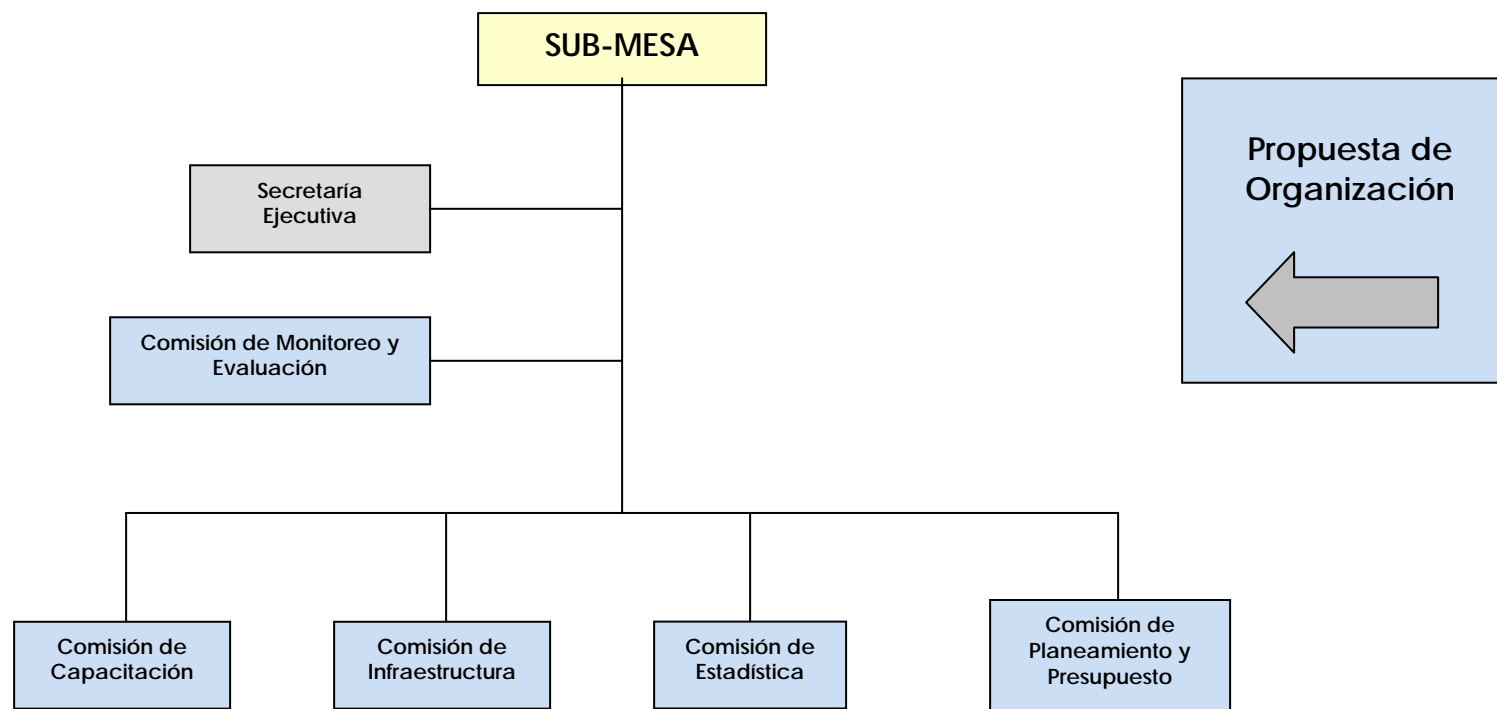 SUB-MESA
Propuesta de
Organización
Secretaría
Ejecutiva
Comisión de Monitoreo y
Evaluación
Comisión de
Capacitación
Comisión de
Infraestructura
Comisión de
Estadística
Comisión de
Planeamiento y
Presupuesto